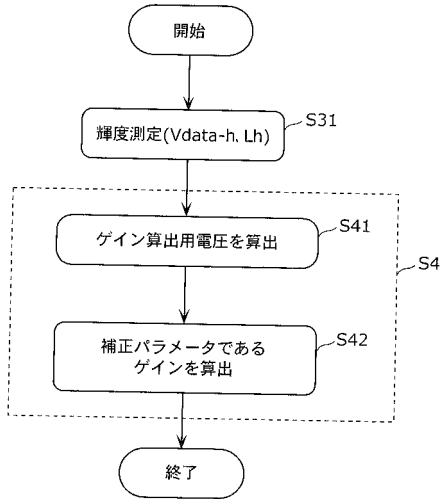 開始
輝度測定(Vdata-h、Lh)
S31
ゲイン算出用電圧を算出
S41
S4
補正パラメータである
ゲインを算出
S42
終了